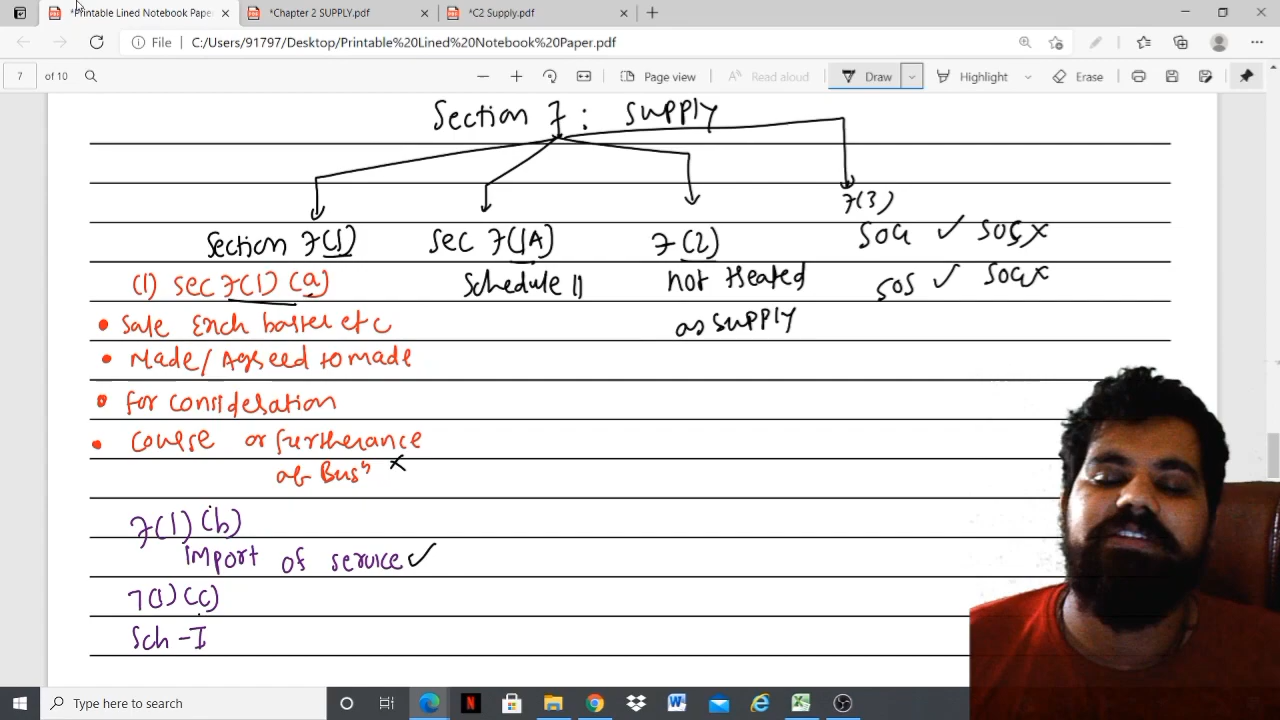 *Printable Lined Notebook Paper
*Chapter 2 SUPPLY.pdf
*C2 Supply.pdf
File
C:/Users/91797/Desktop/Printable%20Lined%20Notebook%20Paper.pdf
7 of 10
Page view
Read aloud
Draw
Highlight
Erase
Section 7: Supply
Section 7(1)
Sec 7(1A)
7(2)
7(3)
(1) Sec 7(1)(a)
Schedule II
not treated
as supply
SOG ✓ SOS x
SOS ✓ SOG x
• Sale Exch barter etc
• Made/Agreed to made
• for consideration
• course or furtherance
of Bus⁵ x
7(1)(b)
Import of service ✓
7(1)(c)
Sch-I
Type here to search